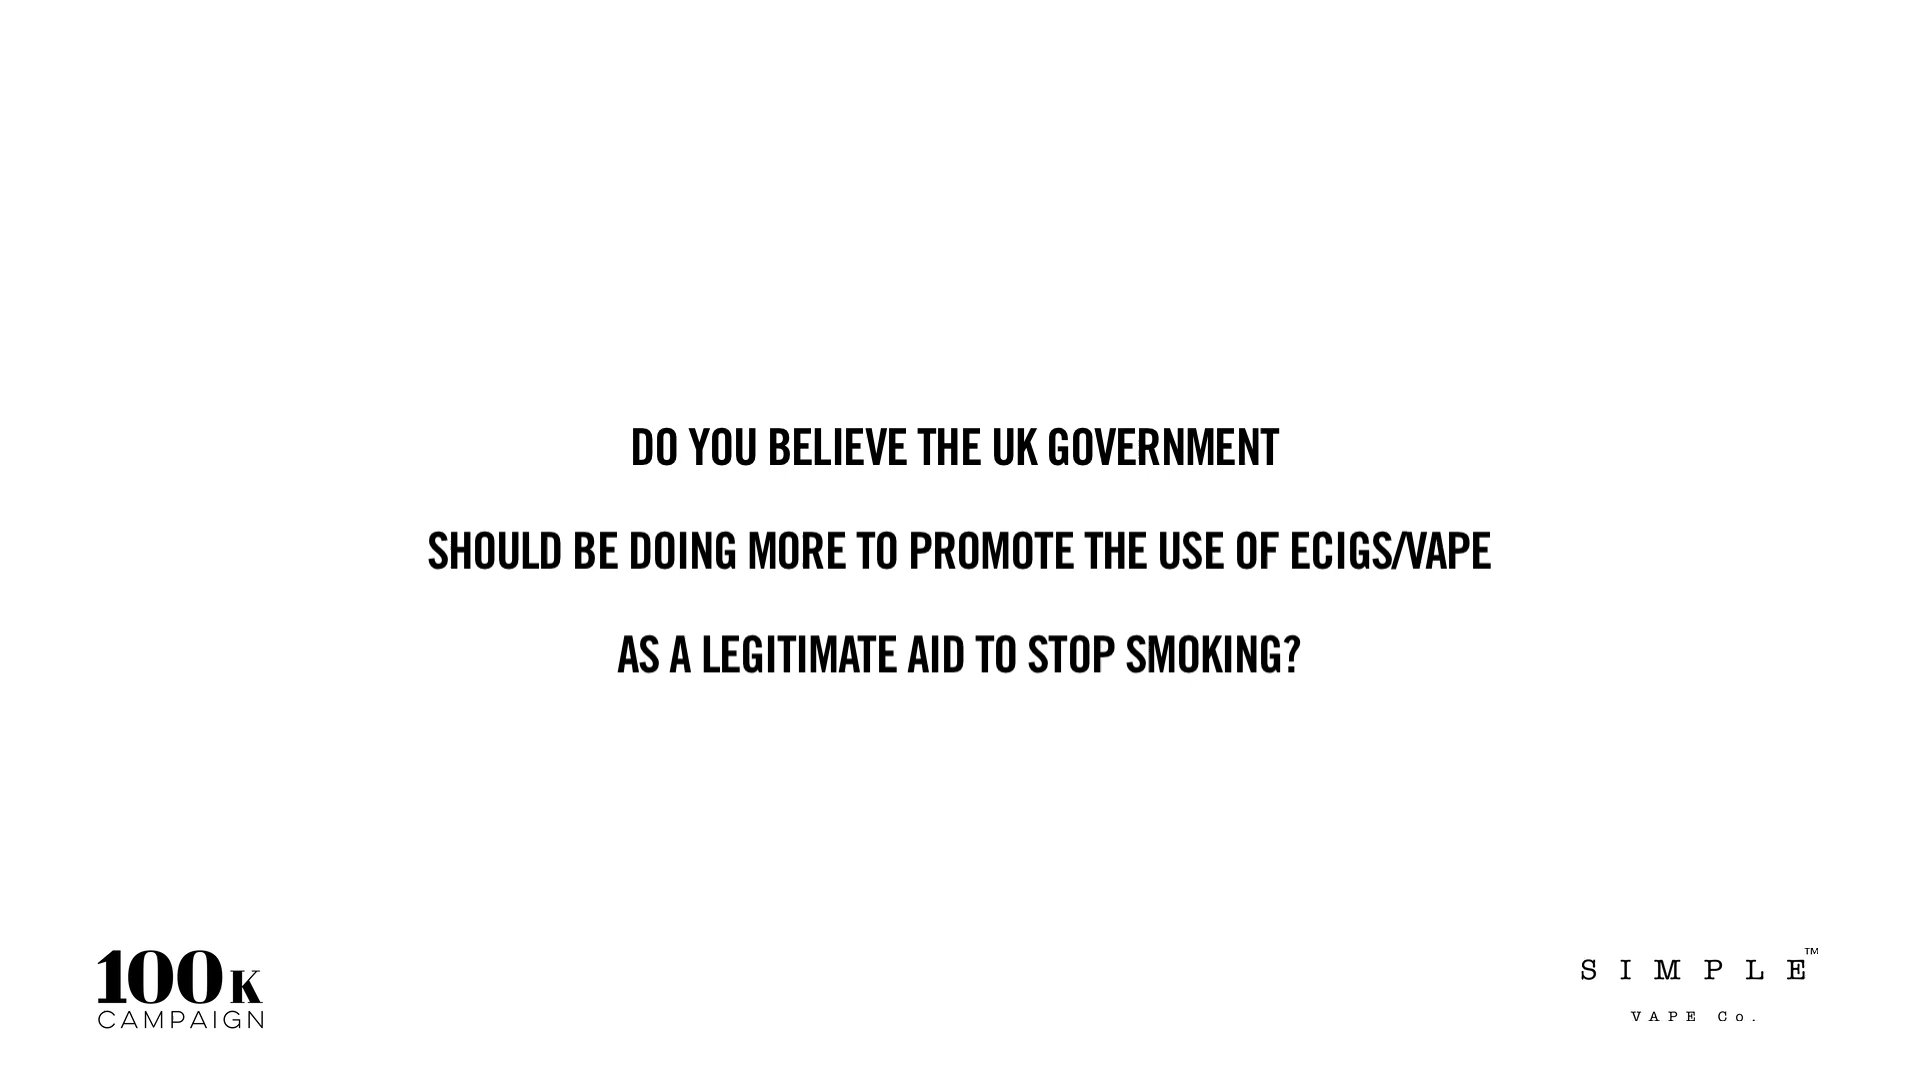 DO YOU BELIEVE THE UK GOVERNMENT
SHOULD BE DOING MORE TO PROMOTE THE USE OF ECIGS/VAPE
AS A LEGITIMATE AID TO STOP SMOKING?
100K
CAMPAIGN
SIMPLE™
VAPE Co.